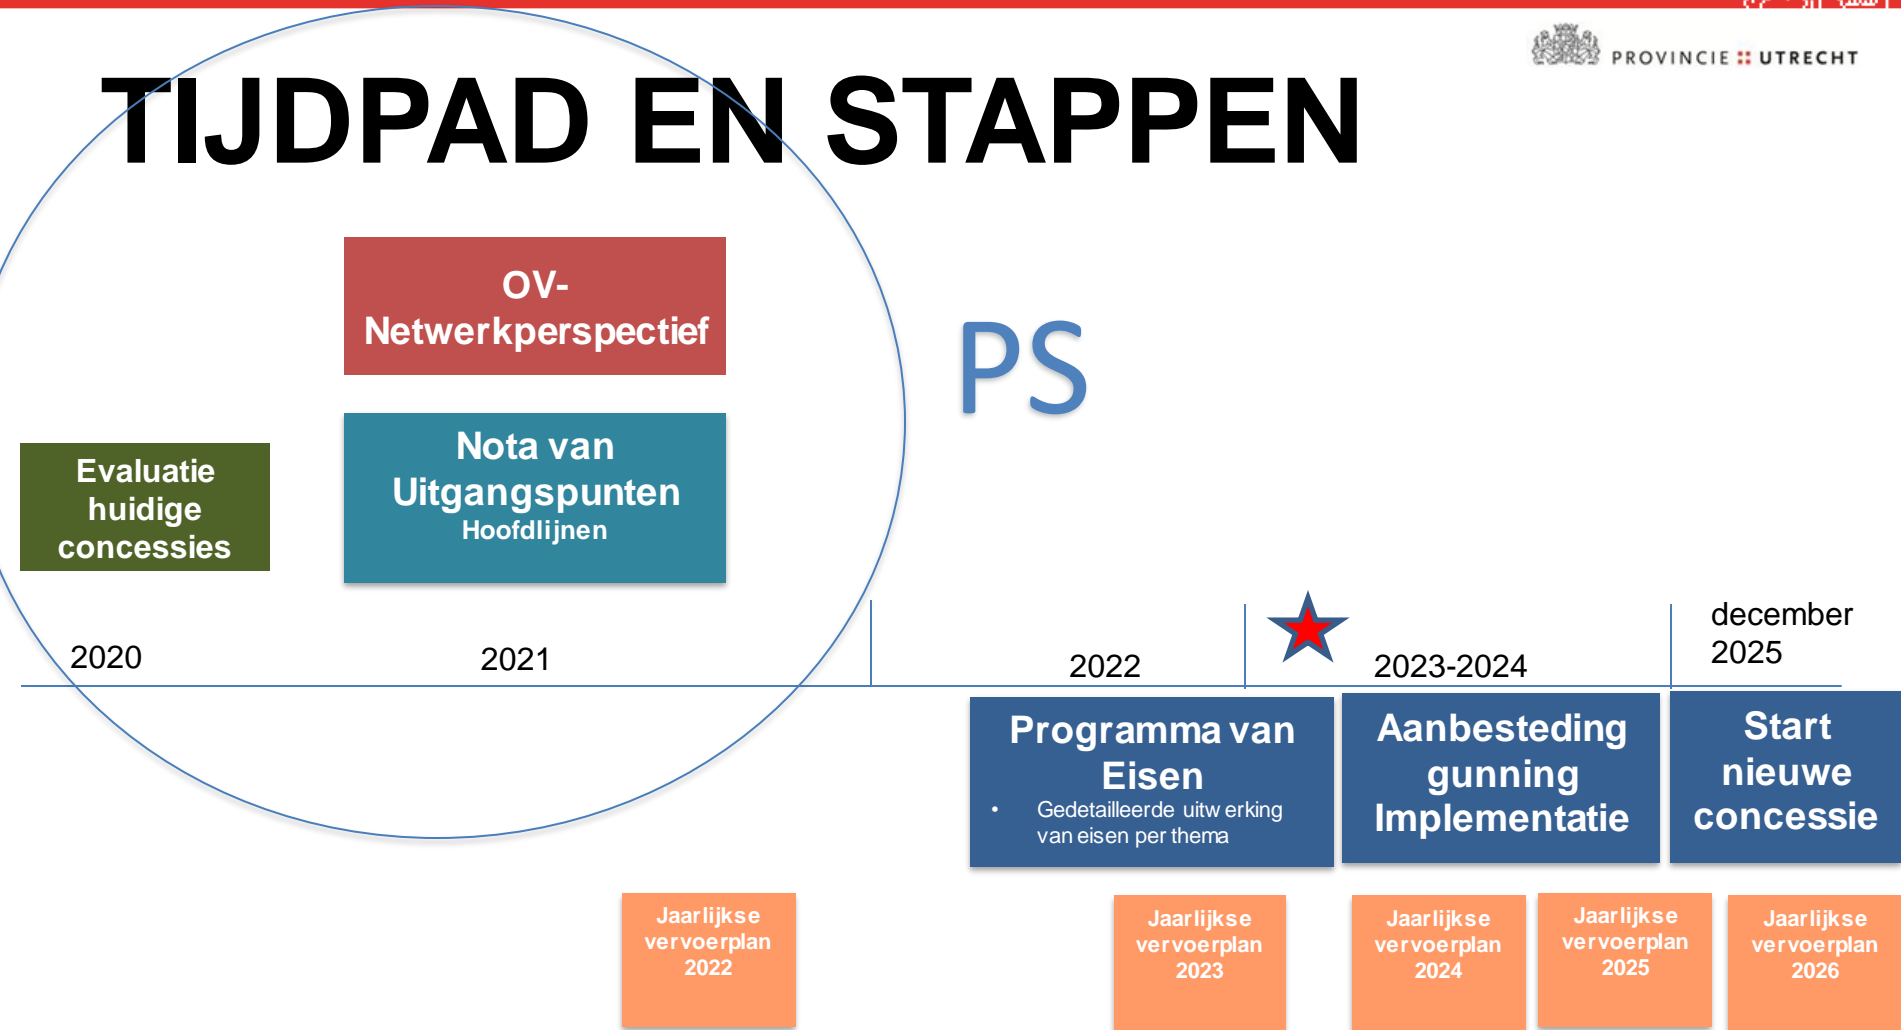 PROVINCIE UTRECHT
TIJDPAD EN STAPPEN
OV-
Netwerkperspectief
PS
Nota van
Uitgangspunten
Hoofdlijnen
Evaluatie
huidige
concessies
2020
2021
2022
2023-2024
december
2025
Programma van
Eisen
• Gedetailleerde uitwerking
van eisen per thema
Aanbesteding
gunning
Implementatie
Start
nieuwe
concessie
Jaarlijkse
vervoerplan
2022
Jaarlijkse
vervoerplan
2023
Jaarlijkse
vervoerplan
2024
Jaarlijkse
vervoerplan
2025
Jaarlijkse
vervoerplan
2026